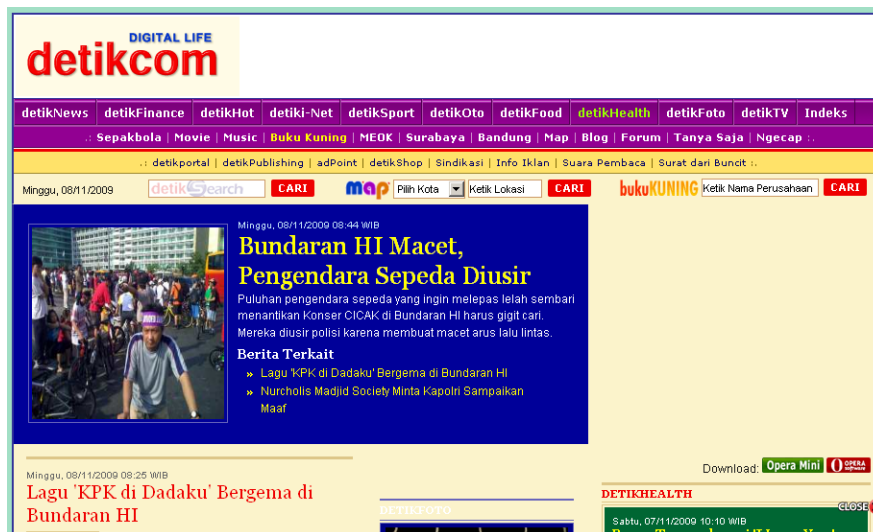 DIGITAL LIFE
detikcom
detikNews detikFinance detikHot detiki-Net detikSport detikOto detikFood detikHealth detikFoto detikTV Indeks
.: Sepakbola | Movie | Music | Buku Kuning | MEOK | Surabaya | Bandung | Map | Blog | Forum | Tanya Saja | Ngecap :.
.: detikportal | detikPublishing | adPoint | detikShop | Sindikasi | Info Iklan | Suara Pembaca | Surat dari Buncit :.
Minggu, 08/11/2009 detikSearch CARI map Pilih Kota Ketik Lokasi CARI bukuKUNING Ketik Nama Perusahaan CARI
Minggu, 08/11/2009 08:44 WIB
Bundaran HI Macet,
Pengendara Sepeda Diusir
Puluhan pengendara sepeda yang ingin melepas lelah sembari
menantikan Konser CICAK di Bundaran HI harus gigit cari.
Mereka diusir polisi karena membuat macet arus lalu lintas.
Berita Terkait
» Lagu 'KPK di Dadaku' Bergema di Bundaran HI
» Nurcholis Madjid Society Minta Kapolri Sampaikan
Maaf
Download: Opera Mini OPERA software
Minggu, 08/11/2009 08:25 WIB
Lagu 'KPK di Dadaku' Bergema di
Bundaran HI
DETIKFOTO
DETIKHEALTH
CLOSE
Sabtu, 07/11/2009 10:10 WIB